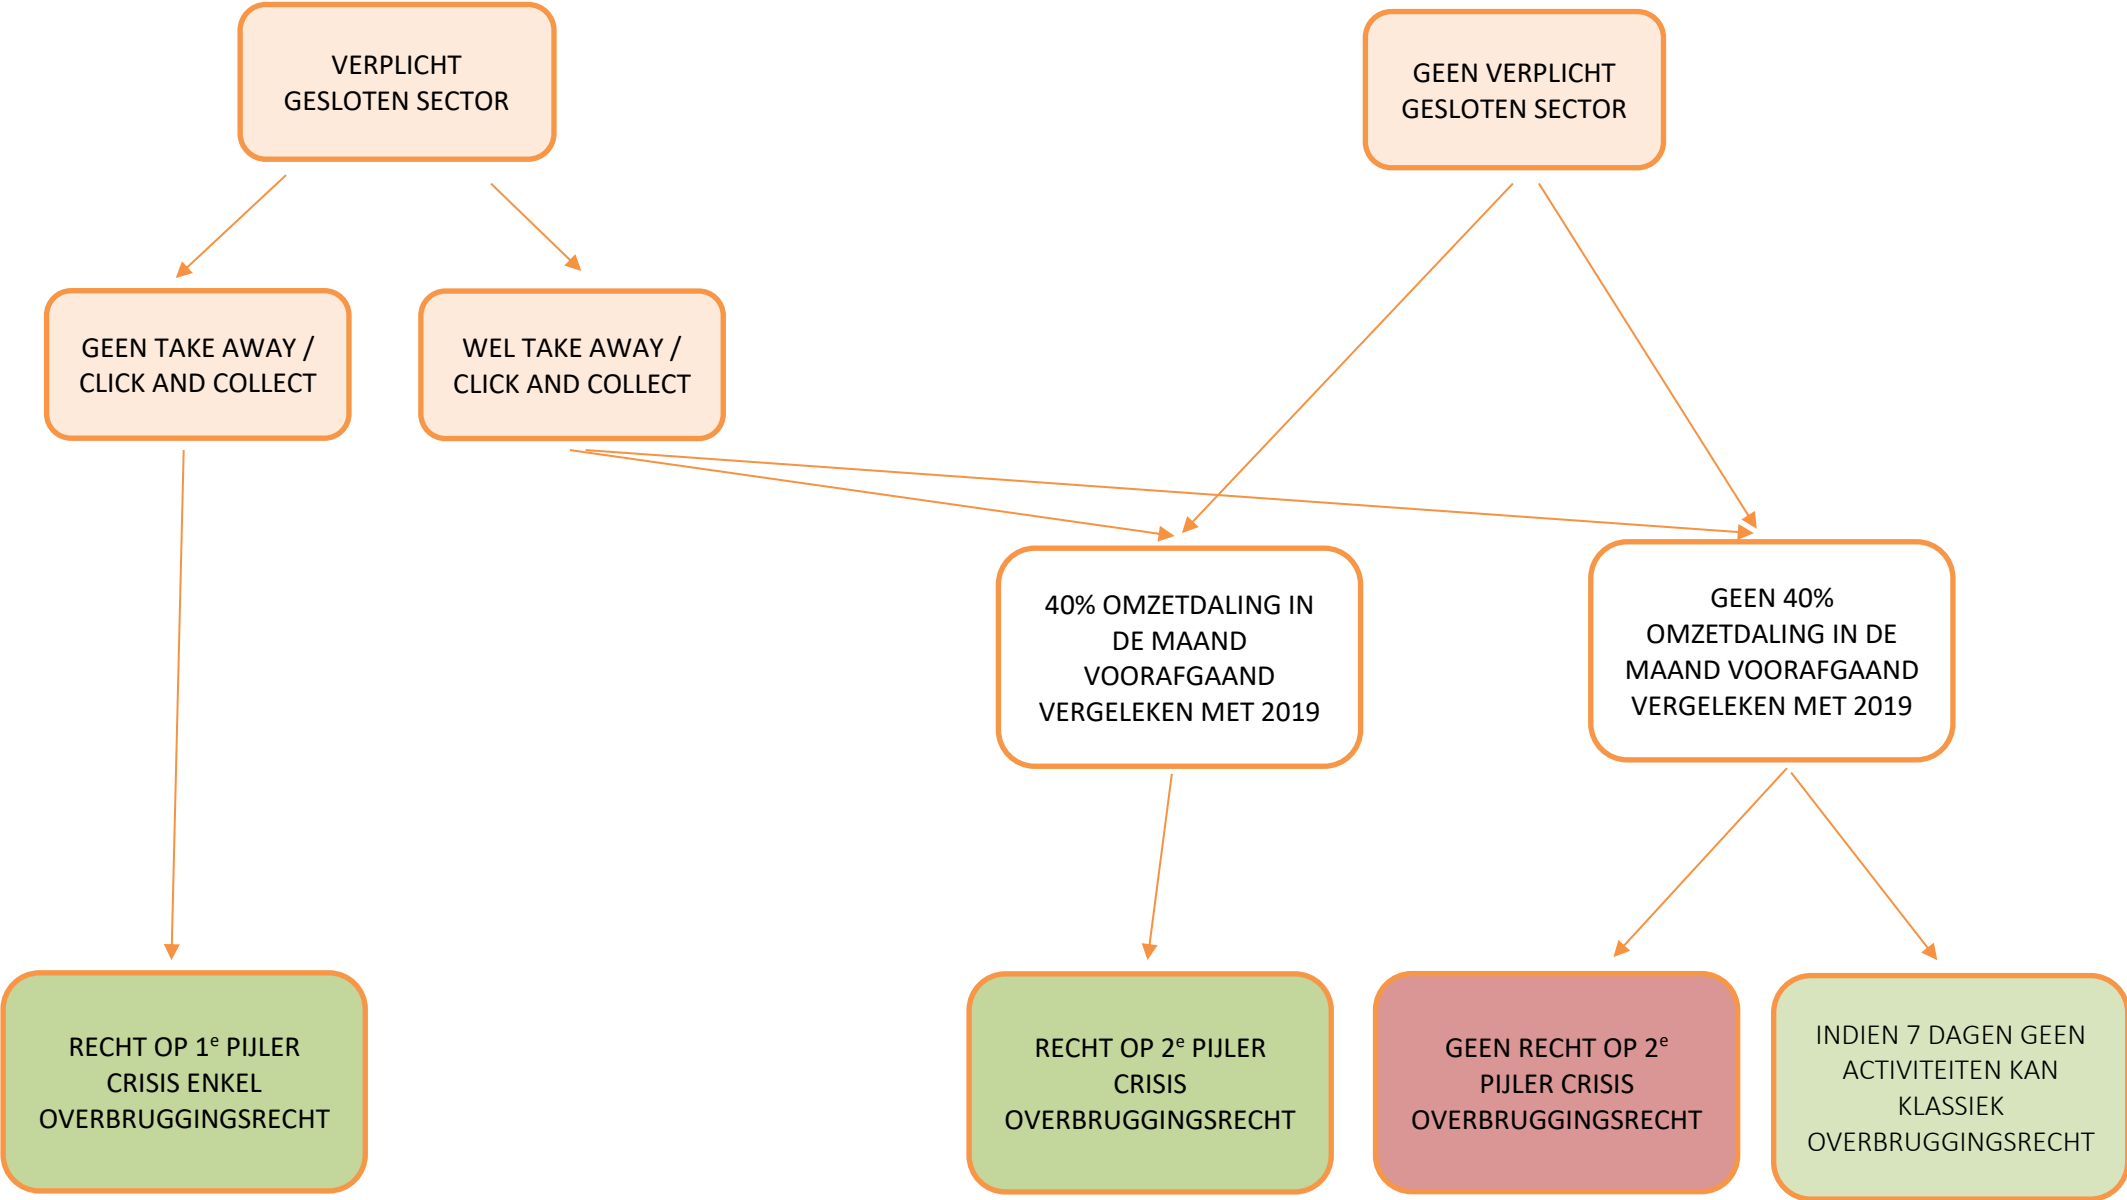 VERPLICHT
GESLOTEN SECTOR
GEEN VERPLICHT
GESLOTEN SECTOR
GEEN TAKE AWAY /
CLICK AND COLLECT
WEL TAKE AWAY /
CLICK AND COLLECT
40% OMZETDALING IN
DE MAAND
VOORAFGAAND
VERGELEKEN MET 2019
GEEN 40%
OMZETDALING IN DE
MAAND VOORAFGAAND
VERGELEKEN MET 2019
RECHT OP 1e PIJLER
CRISIS ENKEL
OVERBRUGGINGSRECHT
RECHT OP 2e PIJLER
CRISIS
OVERBRUGGINGSRECHT
GEEN RECHT OP 2e
PIJLER CRISIS
OVERBRUGGINGSRECHT
INDIEN 7 DAGEN GEEN
ACTIVITEITEN KAN
KLASSIEK
OVERBRUGGINGSRECHT